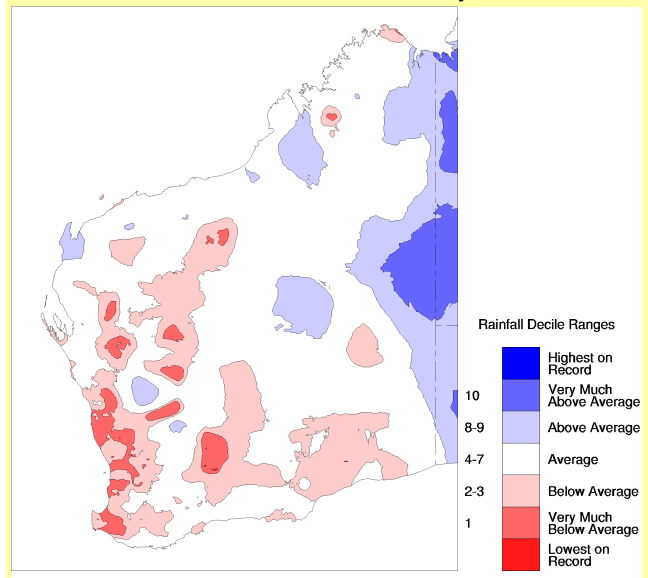 Rainfall Decile Ranges
Highest on
Record
10
Very Much
Above Average
8-9
Above Average
4-7
Average
2-3
Below Average
1
Very Much
Below Average
Lowest on
Record